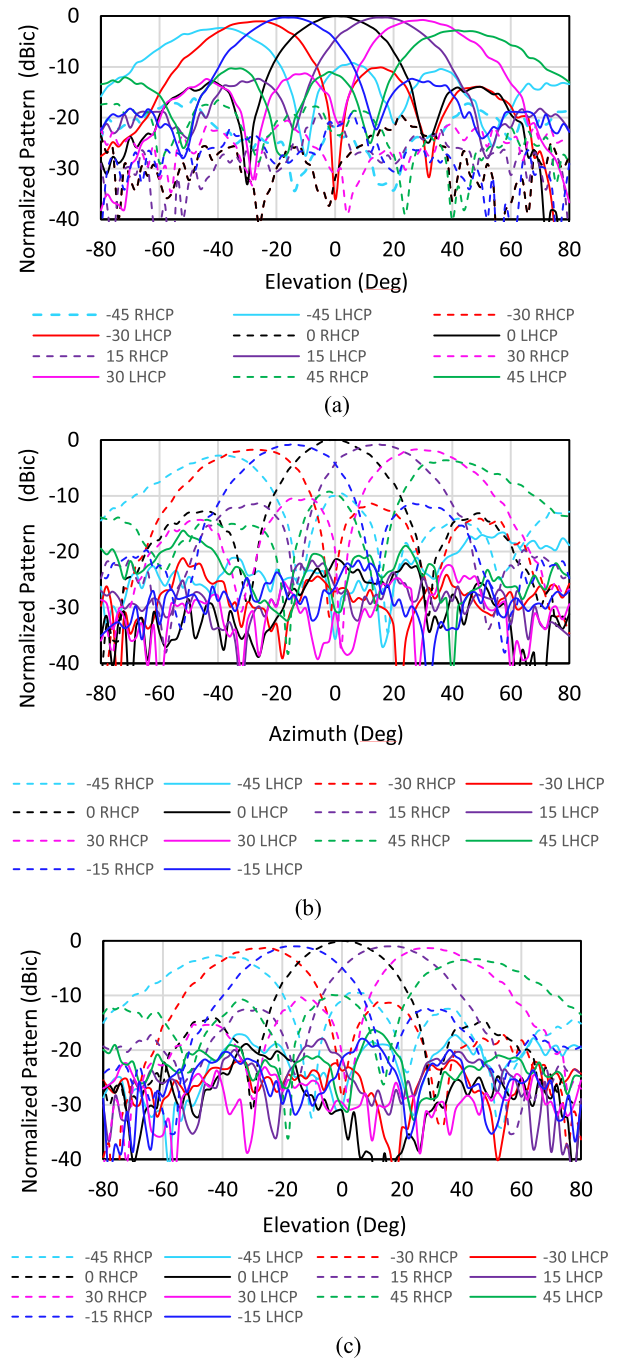 Normalized Pattern (dBic)
0
-10
-20
-30
-40
-80 -60 -40 -20 0 20 40 60 80
Elevation (Deg)
-45 RHCP -45 LHCP -30 RHCP
-30 LHCP 0 RHCP 0 LHCP
15 RHCP 15 LHCP 30 RHCP
30 LHCP 45 RHCP 45 LHCP
(a)
Normalized Pattern (dBic)
0
-10
-20
-30
-40
-80 -60 -40 -20 0 20 40 60 80
Azimuth (Deg)
-45 RHCP -45 LHCP -30 RHCP -30 LHCP
0 RHCP 0 LHCP 15 RHCP 15 LHCP
30 RHCP 30 LHCP 45 RHCP 45 LHCP
-15 RHCP -15 LHCP
(b)
Normalized Pattern (dBic)
0
-10
-20
-30
-40
-80 -60 -40 -20 0 20 40 60 80
Elevation (Deg)
-45 RHCP -45 LHCP -30 RHCP -30 LHCP
0 RHCP 0 LHCP 15 RHCP 15 LHCP
30 RHCP 30 LHCP 45 RHCP 45 LHCP
-15 RHCP -15 LHCP
(c)